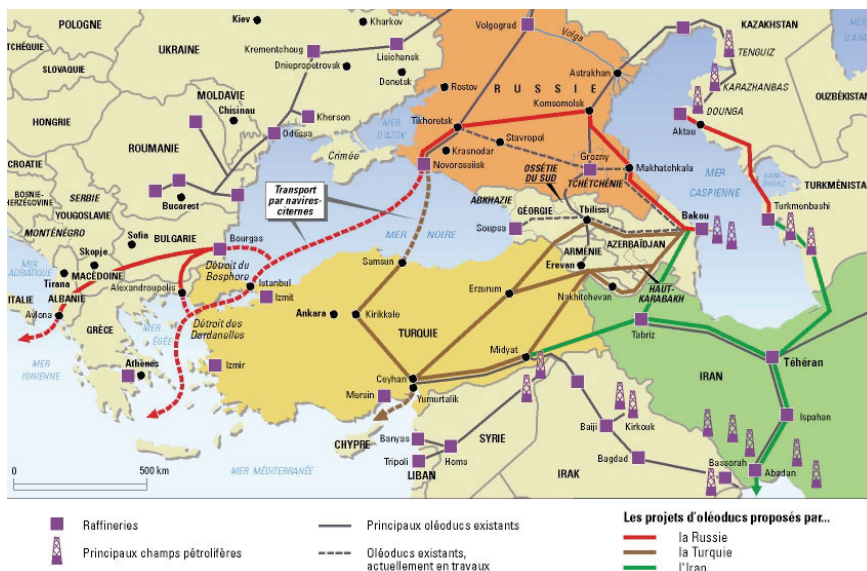 POLOGNE
Kiev
Kharkov
Volgograd
KAZAKHSTAN
TCHÉQUIE
UKRAINE
Krementchoug
Lisichansk
Volga
TENGUIZ
SLOVAQUIE
Dniepropetrovsk
Donetsk
Astrakhan
KARAZHANBAS
MOLDAVIE
Rostov
RUSSIE
Komsomolsk
DOUNGA
OUZBÉKISTAN
HONGRIE
Chisinou
Kherson
MER
D'AZOV
Tikhoretsk
Aktau
Odessa
Stavropol
ROUMANIE
Crimée
Krasnodar
Grozny
Makhatchkala
CROATIE
Novorossiisk
OSSÉTIE
DU SUD
TCHÉTCHÉNIE
MER
CASPIENNE
KARA
BOGAZ
TURKMÉNISTAN
BOSNIE-
HERZÉGOVINE
SERBIE
Bucarest
Transport
par navires-
citernes
ABKHAZIE
GÉORGIE
Tbilissi
Turkmenbashi
YOUGOSLAVIE
Soupsa
Bakou
MONTÉNÉGRO
Sofia
BULGARIE
Bourgas
MER
NOIRE
ARMÉNIE
AZERBAÏDJAN
MER
ADRIATIQUE
Skopje
Détroit du
Bosphore
Samsun
Erevan
Tirana
MACÉDOINE
Istanbul
Erzurum
HAUT-
KARABAKH
ITALIE
ALBANIE
Alexandroupolis
Izmit
Nakhitchevan
Avlona
Ankara
Kirikkale
GRÈCE
MER
ÉGÉE
Détroit des
Dardanelles
TURQUIE
Midyat
Tabriz
Téhéran
MER
IONIENNE
Athènes
Izmir
Ceyhan
IRAN
Mersin
Yumurtalik
Ispahan
CHYPRE
Banyas
SYRIE
Baiji
Kirkouk
0
500 km
MER MÉDITERRANÉE
Tripoli
Homs
Bagdad
Bassorah
Abadan
LIBAN
IRAK
Raffineries
Principaux champs pétrolifères
Principaux oléoducs existants
Oléoducs existants,
actuellement en travaux
Les projets d'oléoducs proposés par...
la Russie
la Turquie
l'Iran